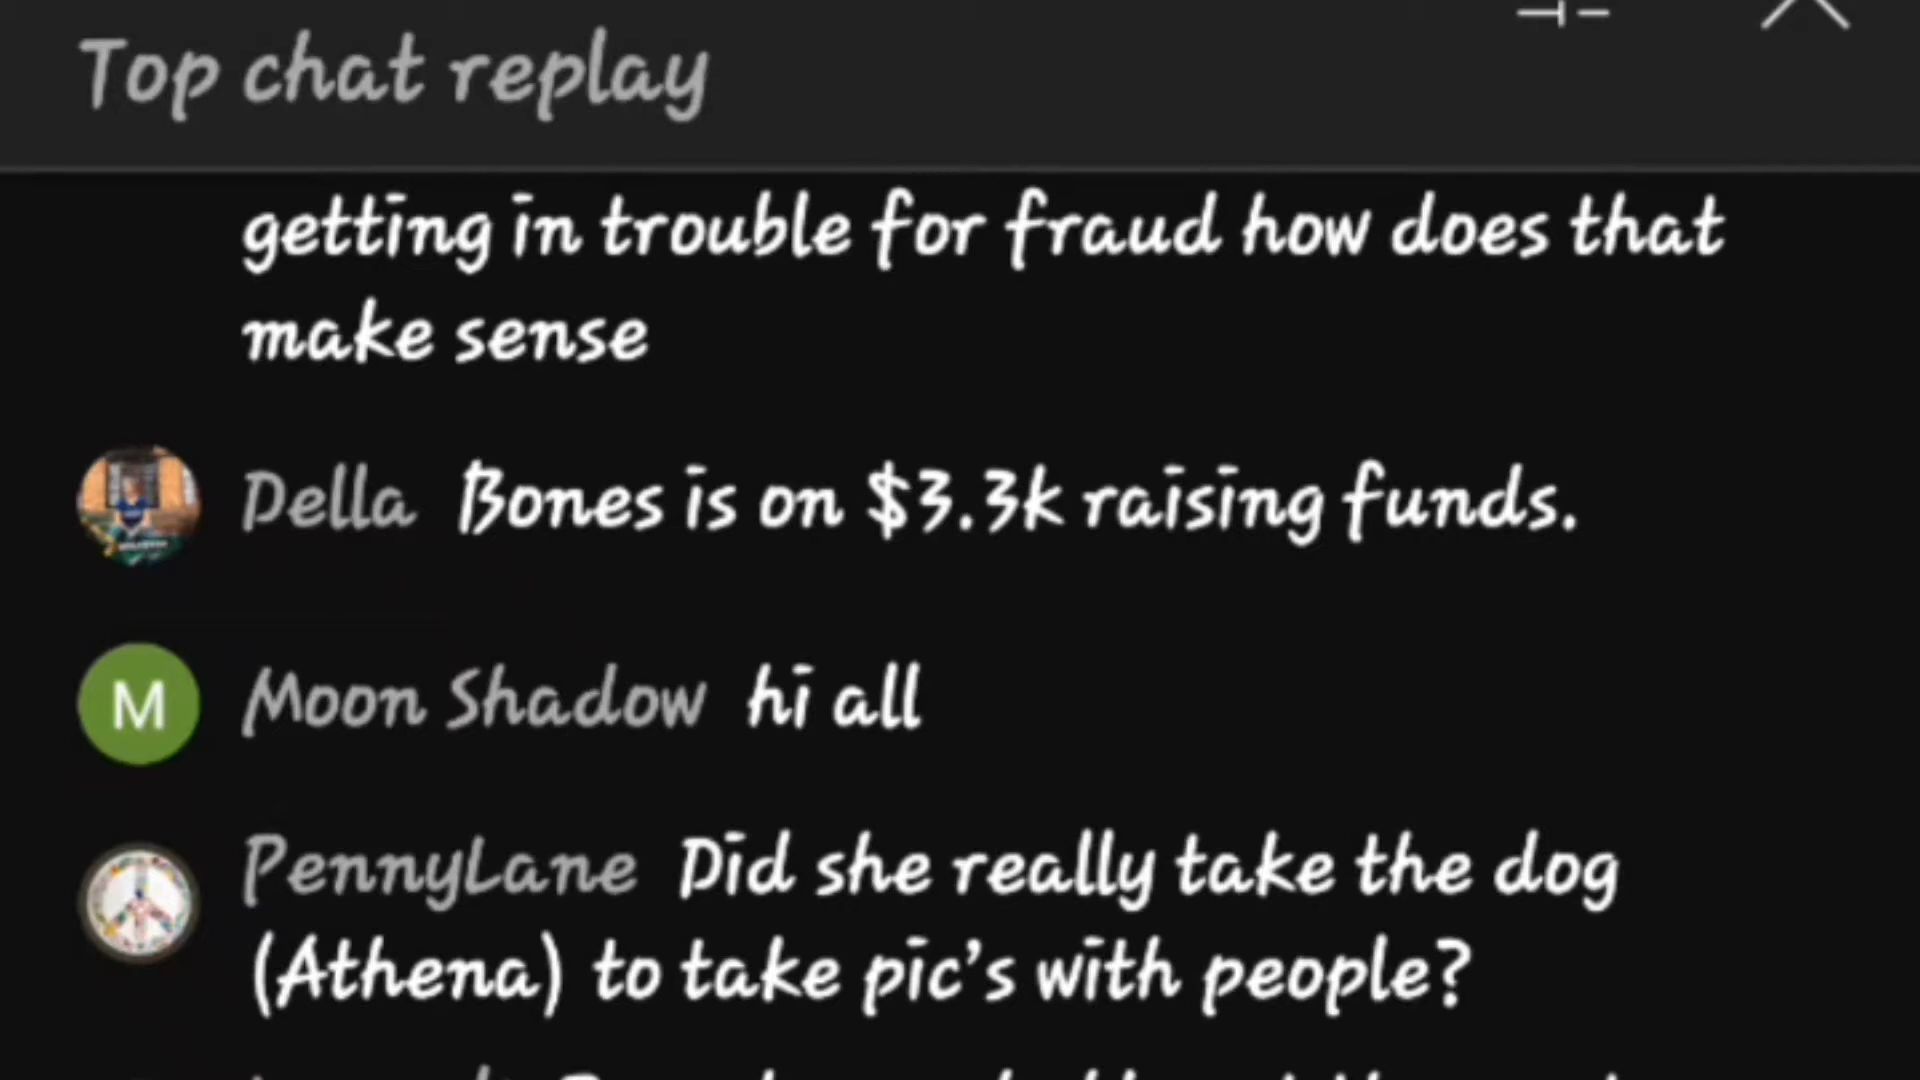 Top chat replay
getting in trouble for fraud how does that
make sense
Della Bones is on $3.3k raising funds.
M Moon Shadow hi all
PennyLane Did she really take the dog
(Athena) to take pic's with people?